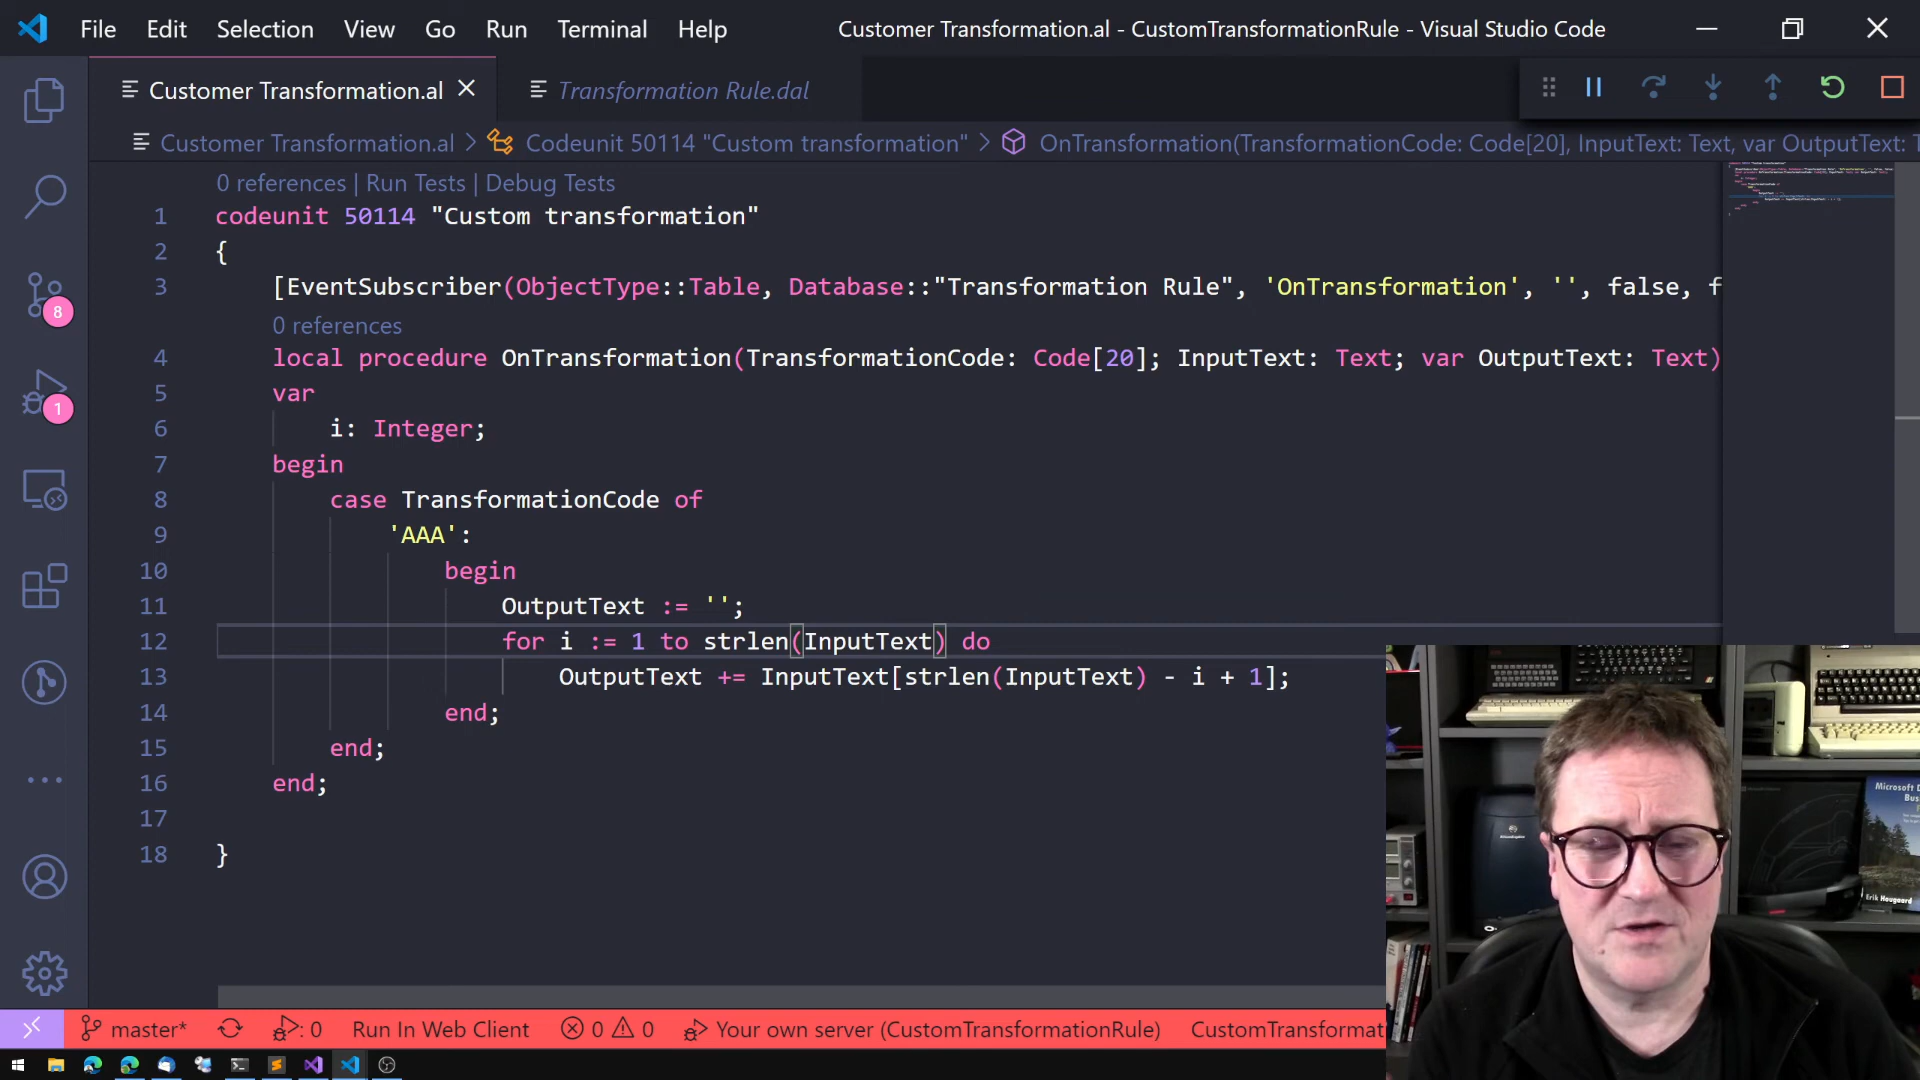 File Edit Selection View Go Run Terminal Help Customer Transformation.al - CustomTransformationRule - Visual Studio Code
Customer Transformation.al Transformation Rule.dal
Customer Transformation.al > Codeunit 50114 "Custom transformation" > OnTransformation(TransformationCode: Code[20], InputText: Text, var OutputText: T
0 references | Run Tests | Debug Tests
1 codeunit 50114 "Custom transformation"
2 {
3 [EventSubscriber(ObjectType::Table, Database::"Transformation Rule", 'OnTransformation', '', false, f
0 references
4 local procedure OnTransformation(TransformationCode: Code[20]; InputText: Text; var OutputText: Text)
5 var
6 i: Integer;
7 begin
8 case TransformationCode of
9 'AAA':
10 begin
11 OutputText := '';
12 for i := 1 to strlen(InputText) do
13 OutputText += InputText[strlen(InputText) - i + 1];
14 end;
15 end;
16 end;
17
18 }
8
1
Microsoft D
Bus
Erik Hougaard
master* : 0 Run In Web Client 0 0 Your own server (CustomTransformationRule) CustomTransformat